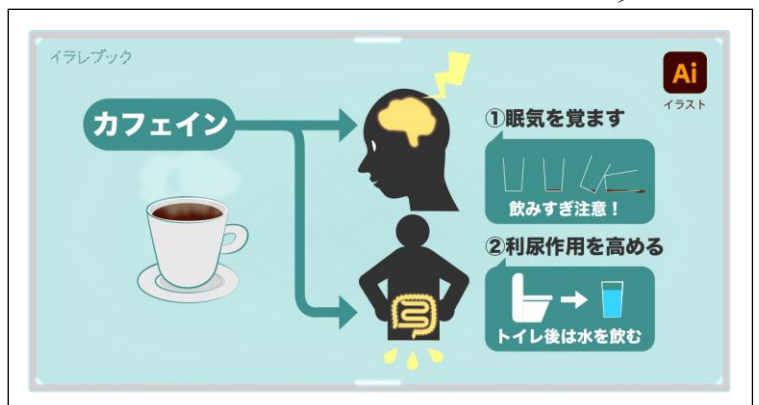 イラレブック
Ai
イラスト
カフェイン
①眠気を覚ます
飲みすぎ注意！
②利尿作用を高める
トイレ後は水を飲む